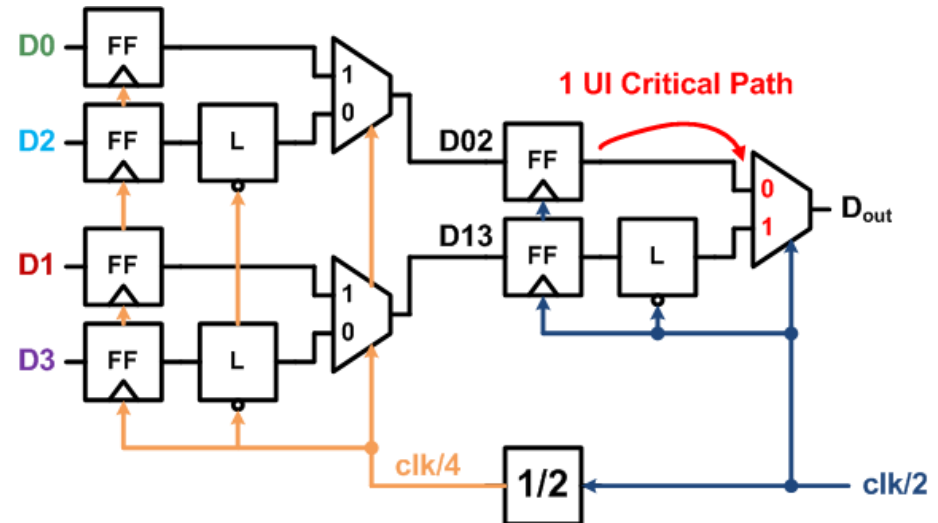 D0
FF
1
0
D2
FF
L
1 UI Critical Path
D02
FF
0
1
Dout
D1
FF
1
0
D13
FF
L
D3
FF
L
clk/4
1/2
clk/2